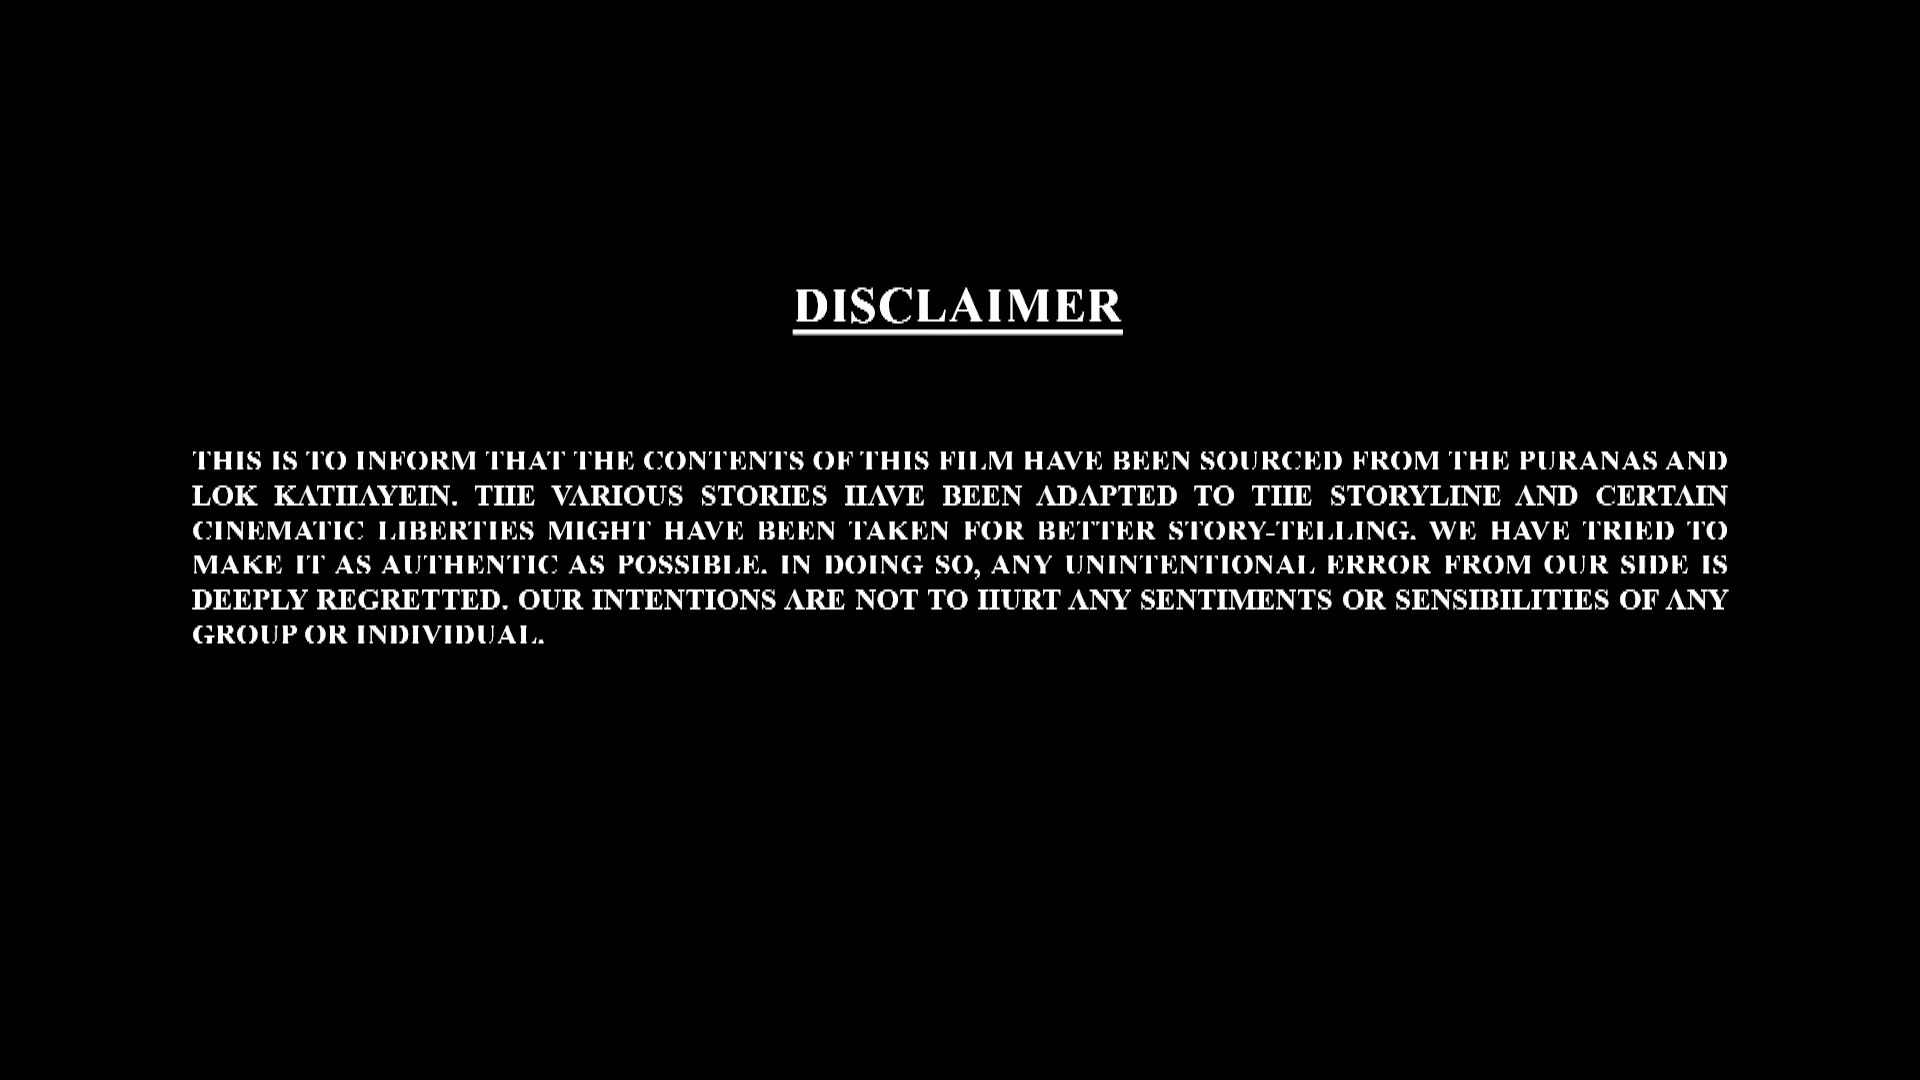 DISCLAIMER
THIS IS TO INFORM THAT THE CONTENTS OF THIS FILM HAVE BEEN SOURCED FROM THE PURANAS AND
LOK KATHAYEIN. THE VARIOUS STORIES HAVE BEEN ADAPTED TO THE STORYLINE AND CERTAIN
CINEMATIC LIBERTIES MIGHT HAVE BEEN TAKEN FOR BETTER STORY-TELLING. WE HAVE TRIED TO
MAKE IT AS AUTHENTIC AS POSSIBLE. IN DOING SO, ANY UNINTENTIONAL ERROR FROM OUR SIDE IS
DEEPLY REGRETTED. OUR INTENTIONS ARE NOT TO HURT ANY SENTIMENTS OR SENSIBILITIES OF ANY
GROUP OR INDIVIDUAL.